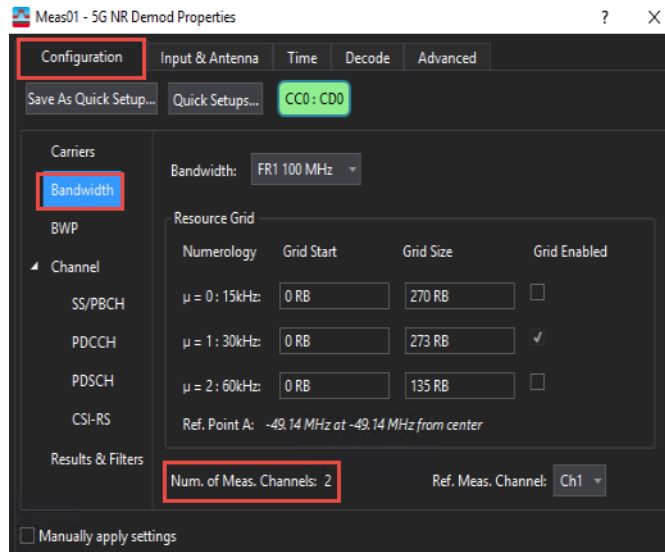 Meas01 - 5G NR Demod Properties ? X
Configuration Input & Antenna Time Decode Advanced
Save As Quick Setup... Quick Setups... CC0 : CD0
Carriers
Bandwidth
BWP
Channel
SS/PBCH
PDCCH
PDSCH
CSI-RS
Results & Filters
Bandwidth: FR1 100 MHz
Resource Grid
Numerology Grid Start Grid Size Grid Enabled
μ = 0 : 15kHz: 0 RB 270 RB
μ = 1 : 30kHz: 0 RB 273 RB
μ = 2 : 60kHz: 0 RB 135 RB
Ref. Point A: -49.14 MHz at -49.14 MHz from center
Num. of Meas. Channels: 2 Ref. Meas. Channel: Ch1
Manually apply settings